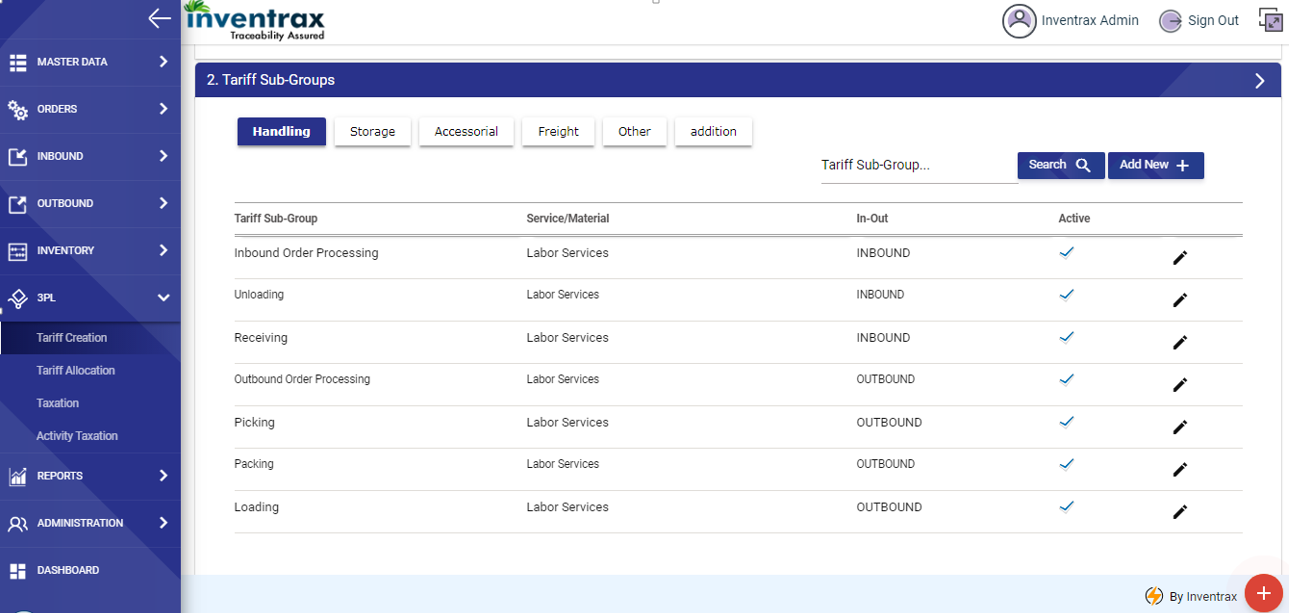 inventrax
Traceability Assured
Inventrax Admin
Sign Out
MASTER DATA
ORDERS
INBOUND
OUTBOUND
INVENTORY
3PL
Tariff Creation
Tariff Allocation
Taxation
Activity Taxation
REPORTS
ADMINISTRATION
DASHBOARD
2. Tariff Sub-Groups
Handling Storage Accessorial Freight Other addition
Tariff Sub-Group... Search Add New +
Tariff Sub-Group Service/Material In-Out Active
Inbound Order Processing Labor Services INBOUND
Unloading Labor Services INBOUND
Receiving Labor Services INBOUND
Outbound Order Processing Labor Services OUTBOUND
Picking Labor Services OUTBOUND
Packing Labor Services OUTBOUND
Loading Labor Services OUTBOUND
By Inventrax +